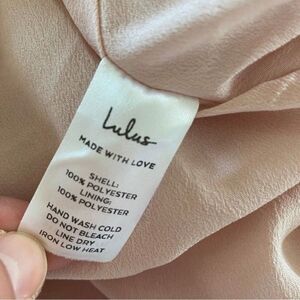 Lulus
MADE WITH LOVE
SHELL:
100% POLYESTER
LINING:
100% POLYESTER
HAND WASH COLD
DO NOT BLEACH
LINE DRY
IRON LOW HEAT